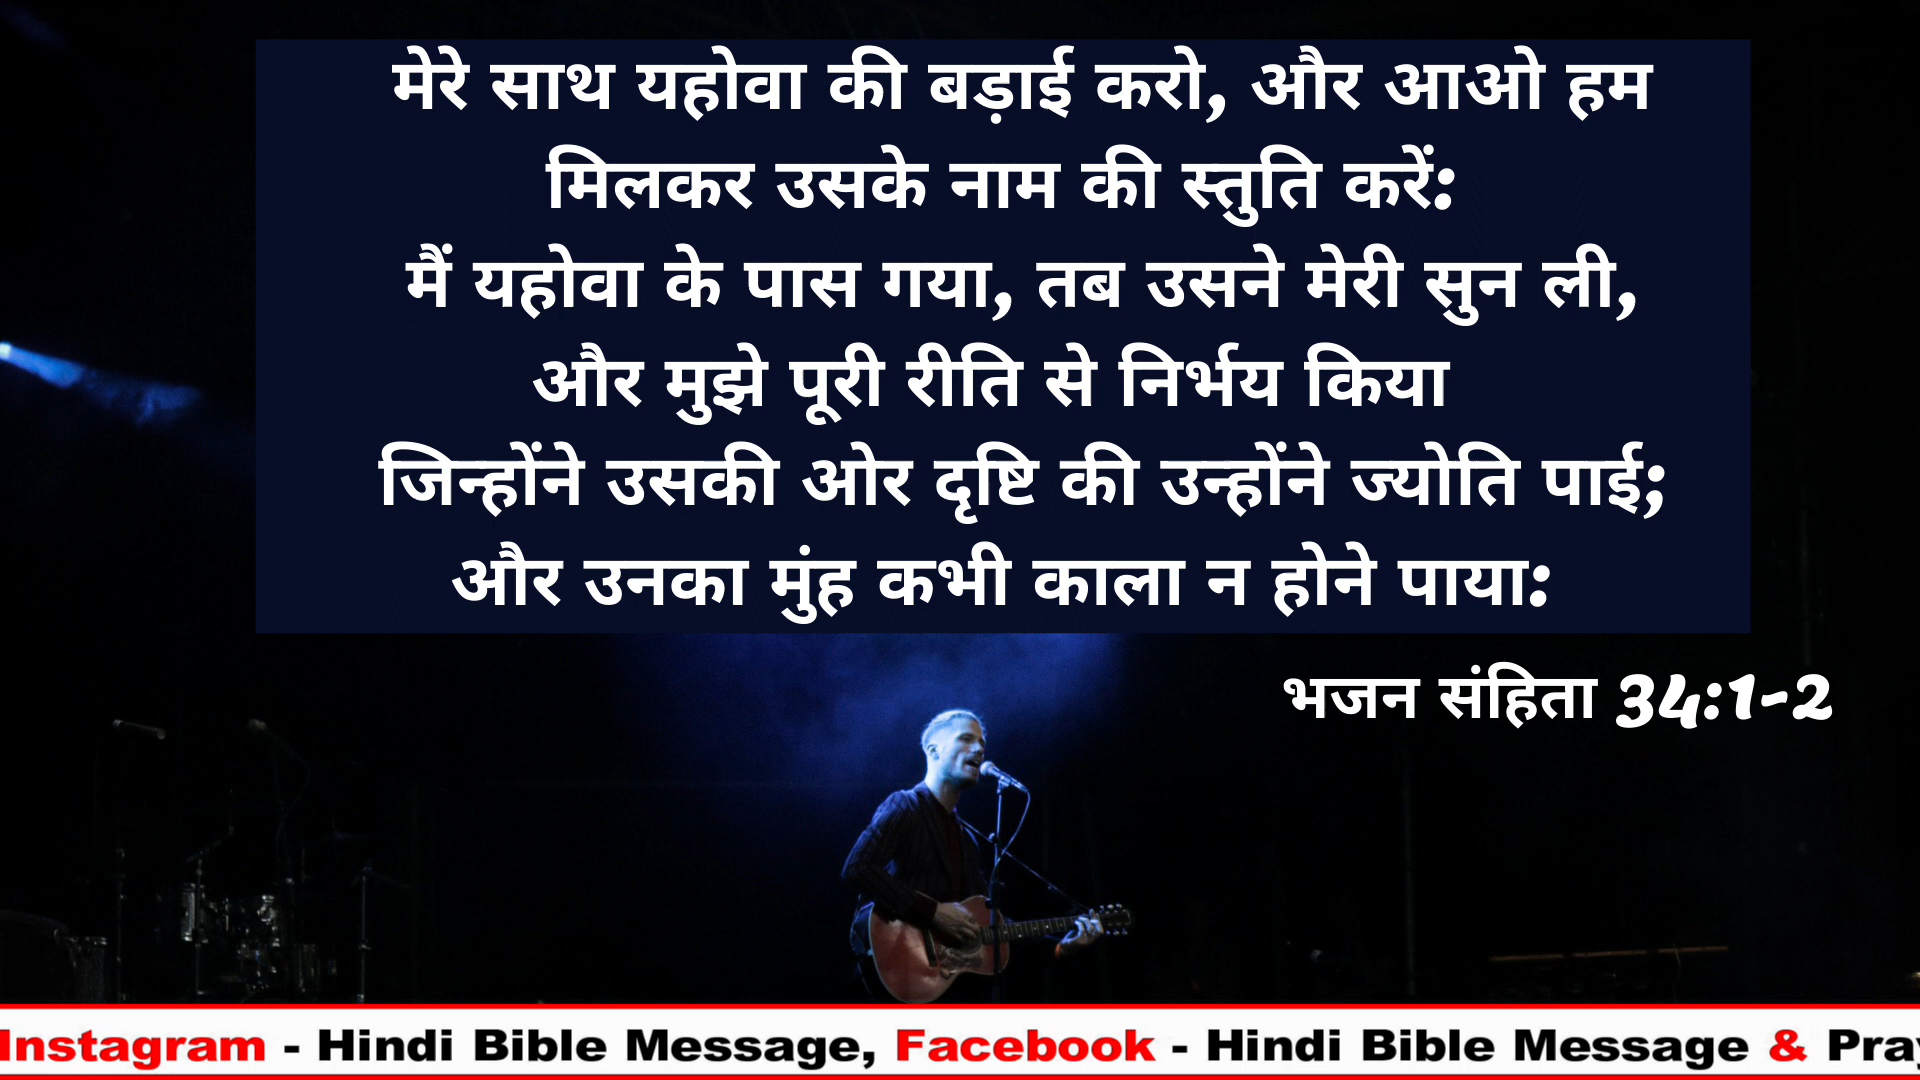 मेरे साथ यहोवा की बड़ाई करो, और आओ हम
मिलकर उसके नाम की स्तुति करें:
मैं यहोवा के पास गया, तब उसने मेरी सुन ली,
और मुझे पूरी रीति से निर्भय किया
जिन्होंने उसकी ओर दृष्टि की उन्होंने ज्योति पाई;
और उनका मुंह कभी काला न होने पाया:
भजन संहिता 34:1-2
Instagram - Hindi Bible Message, Facebook - Hindi Bible Message &